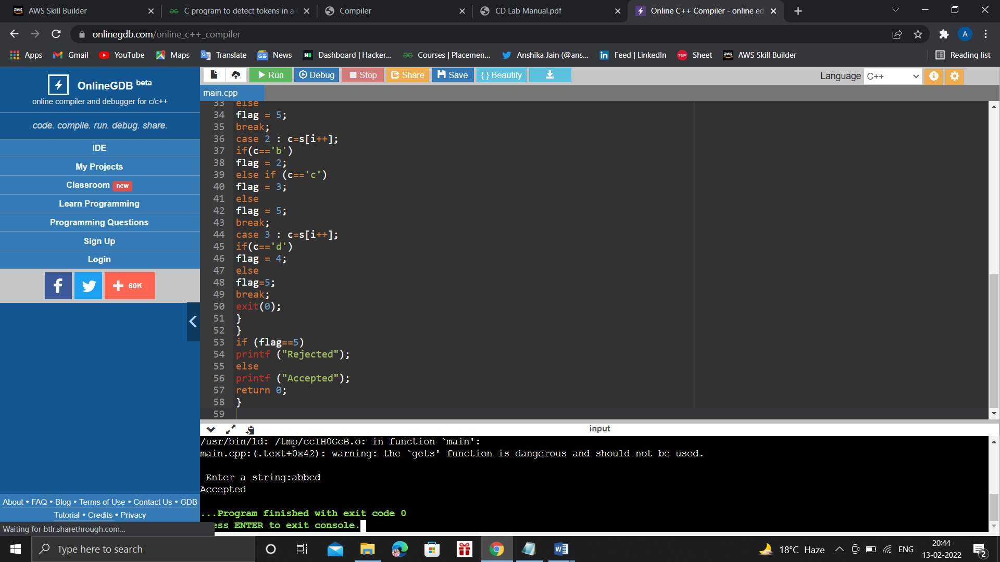 AWS Skill Builder
C program to detect tokens in a
Compiler
CD Lab Manual.pdf
Online C++ Compiler - online ed
onlinegdb.com/online_c++_compiler
A
Apps
Gmail
YouTube
Maps
Translate
News
Dashboard | Hacker...
Courses | Placemen...
Anshika Jain (@ans...
Feed | LinkedIn
Sheet
AWS Skill Builder
Reading list
OnlineGDB beta
online compiler and debugger for c/c++
code. compile. run. debug. share.
IDE
My Projects
Classroom new
Learn Programming
Programming Questions
Sign Up
Login
60K
About • FAQ • Blog • Terms of Use • Contact Us • GDB
Tutorial • Credits • Privacy
Waiting for btlr.sharethrough.com...
Run
Debug
Stop
Share
Save
{ } Beautify
Language C++
main.cpp
33 else
34 flag = 5;
35 break;
36 case 2 : c=s[i++];
37 if(c=='b')
38 flag = 2;
39 else if (c=='c')
40 flag = 3;
41 else
42 flag = 5;
43 break;
44 case 3 : c=s[i++];
45 if(c=='d')
46 flag = 4;
47 else
48 flag=5;
49 break;
50 exit(0);
51 }
52 }
53 if (flag==5)
54 printf ("Rejected");
55 else
56 printf ("Accepted");
57 return 0;
58 }
59
input
/usr/bin/ld: /tmp/ccIH0GcB.o: in function `main':
main.cpp:(.text+0x42): warning: the `gets' function is dangerous and should not be used.
Enter a string:abbcd
Accepted
...Program finished with exit code 0
ess ENTER to exit console.
Type here to search
18°C Haze
ENG
20:44
13-02-2022
2